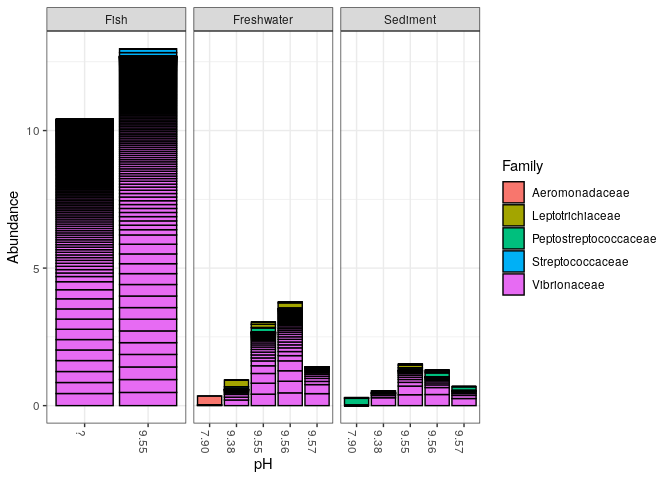 Fish
Freshwater
Sediment
Abundance
10
5
0
?
9.55
7.90
9.38
9.55
9.56
9.57
7.90
9.38
9.55
9.56
9.57
pH
Family
Aeromonadaceae
Leptotrichiaceae
Peptostreptococcaceae
Streptococcaceae
Vibrionaceae